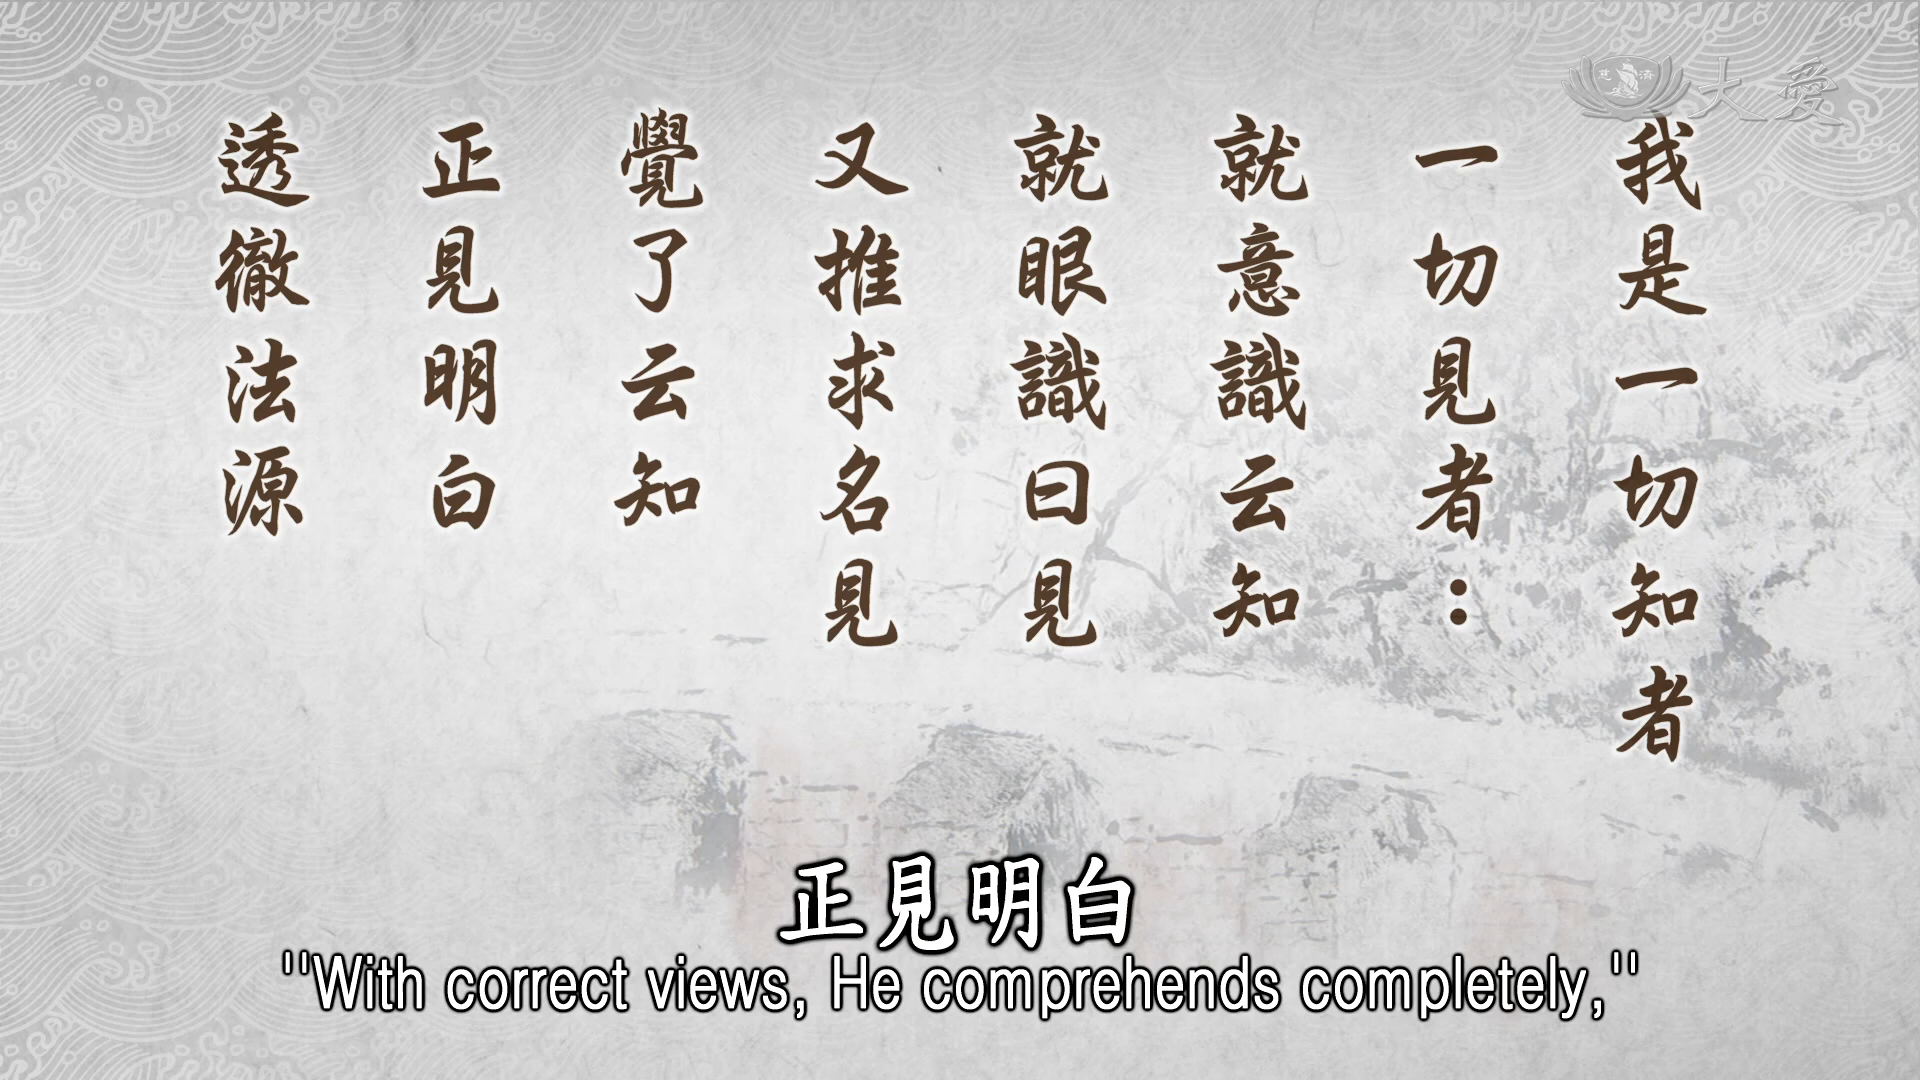 慈濟
大愛
我是一切知者
一切見者：
就意識云知
就眼識曰見
又推求名見
覺了云知
正見明白
透徹法源
正見明白
"With correct views, He comprehends completely,"